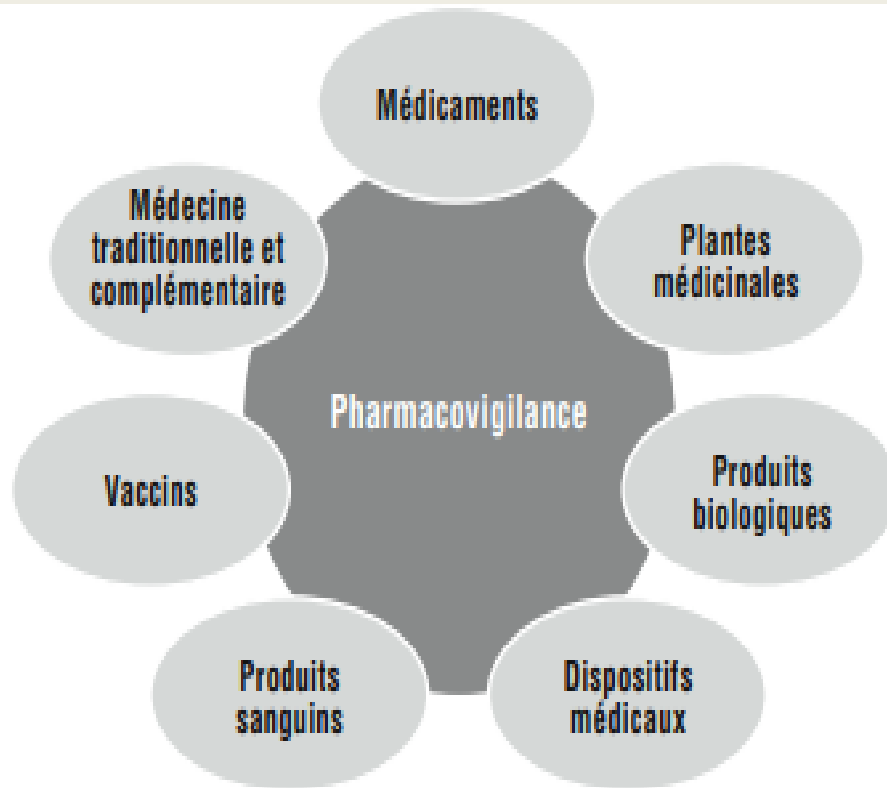 Médicaments
Médecine
traditionnelle et
complémentaire
Plantes
médicinales
Pharmacovigilance
Vaccins
Produits
biologiques
Produits
sanguins
Dispositifs
médicaux